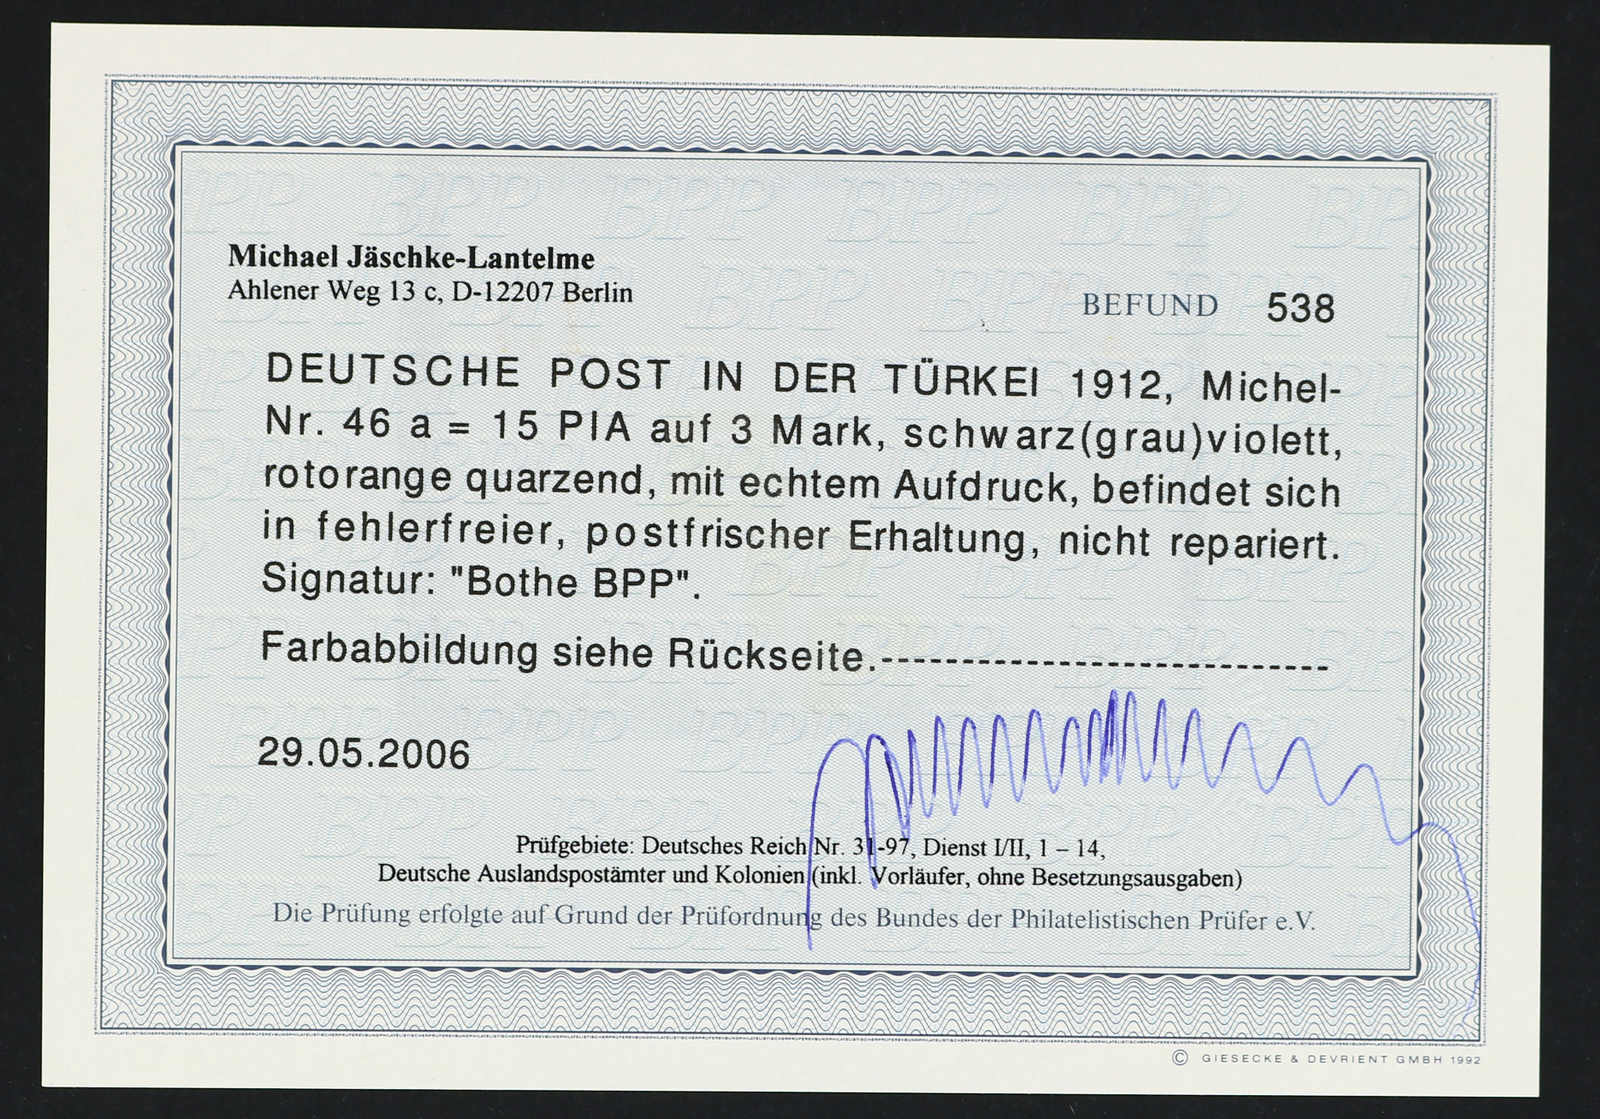 Michael Jäschke-Lantelme
Ahlener Weg 13 c, D-12207 Berlin
BEFUND 538
DEUTSCHE POST IN DER TÜRKEI 1912, Michel-
Nr. 46 a = 15 PIA auf 3 Mark, schwarz(grau)violett,
rotorange quarzend, mit echtem Aufdruck, befindet sich
in fehlerfreier, postfrischer Erhaltung, nicht repariert.
Signatur: "Bothe BPP".
Farbabbildung siehe Rückseite.----------------------------
29.05.2006
Prüfgebiete: Deutsches Reich Nr. 31-97, Dienst I/II, 1 – 14,
Deutsche Auslandspostämter und Kolonien (inkl. Vorläufer, ohne Besetzungsausgaben)
Die Prüfung erfolgte auf Grund der Prüfordnung des Bundes der Philatelistischen Prüfer e.V.
© GIESECKE & DEVRIENT GMBH 1992